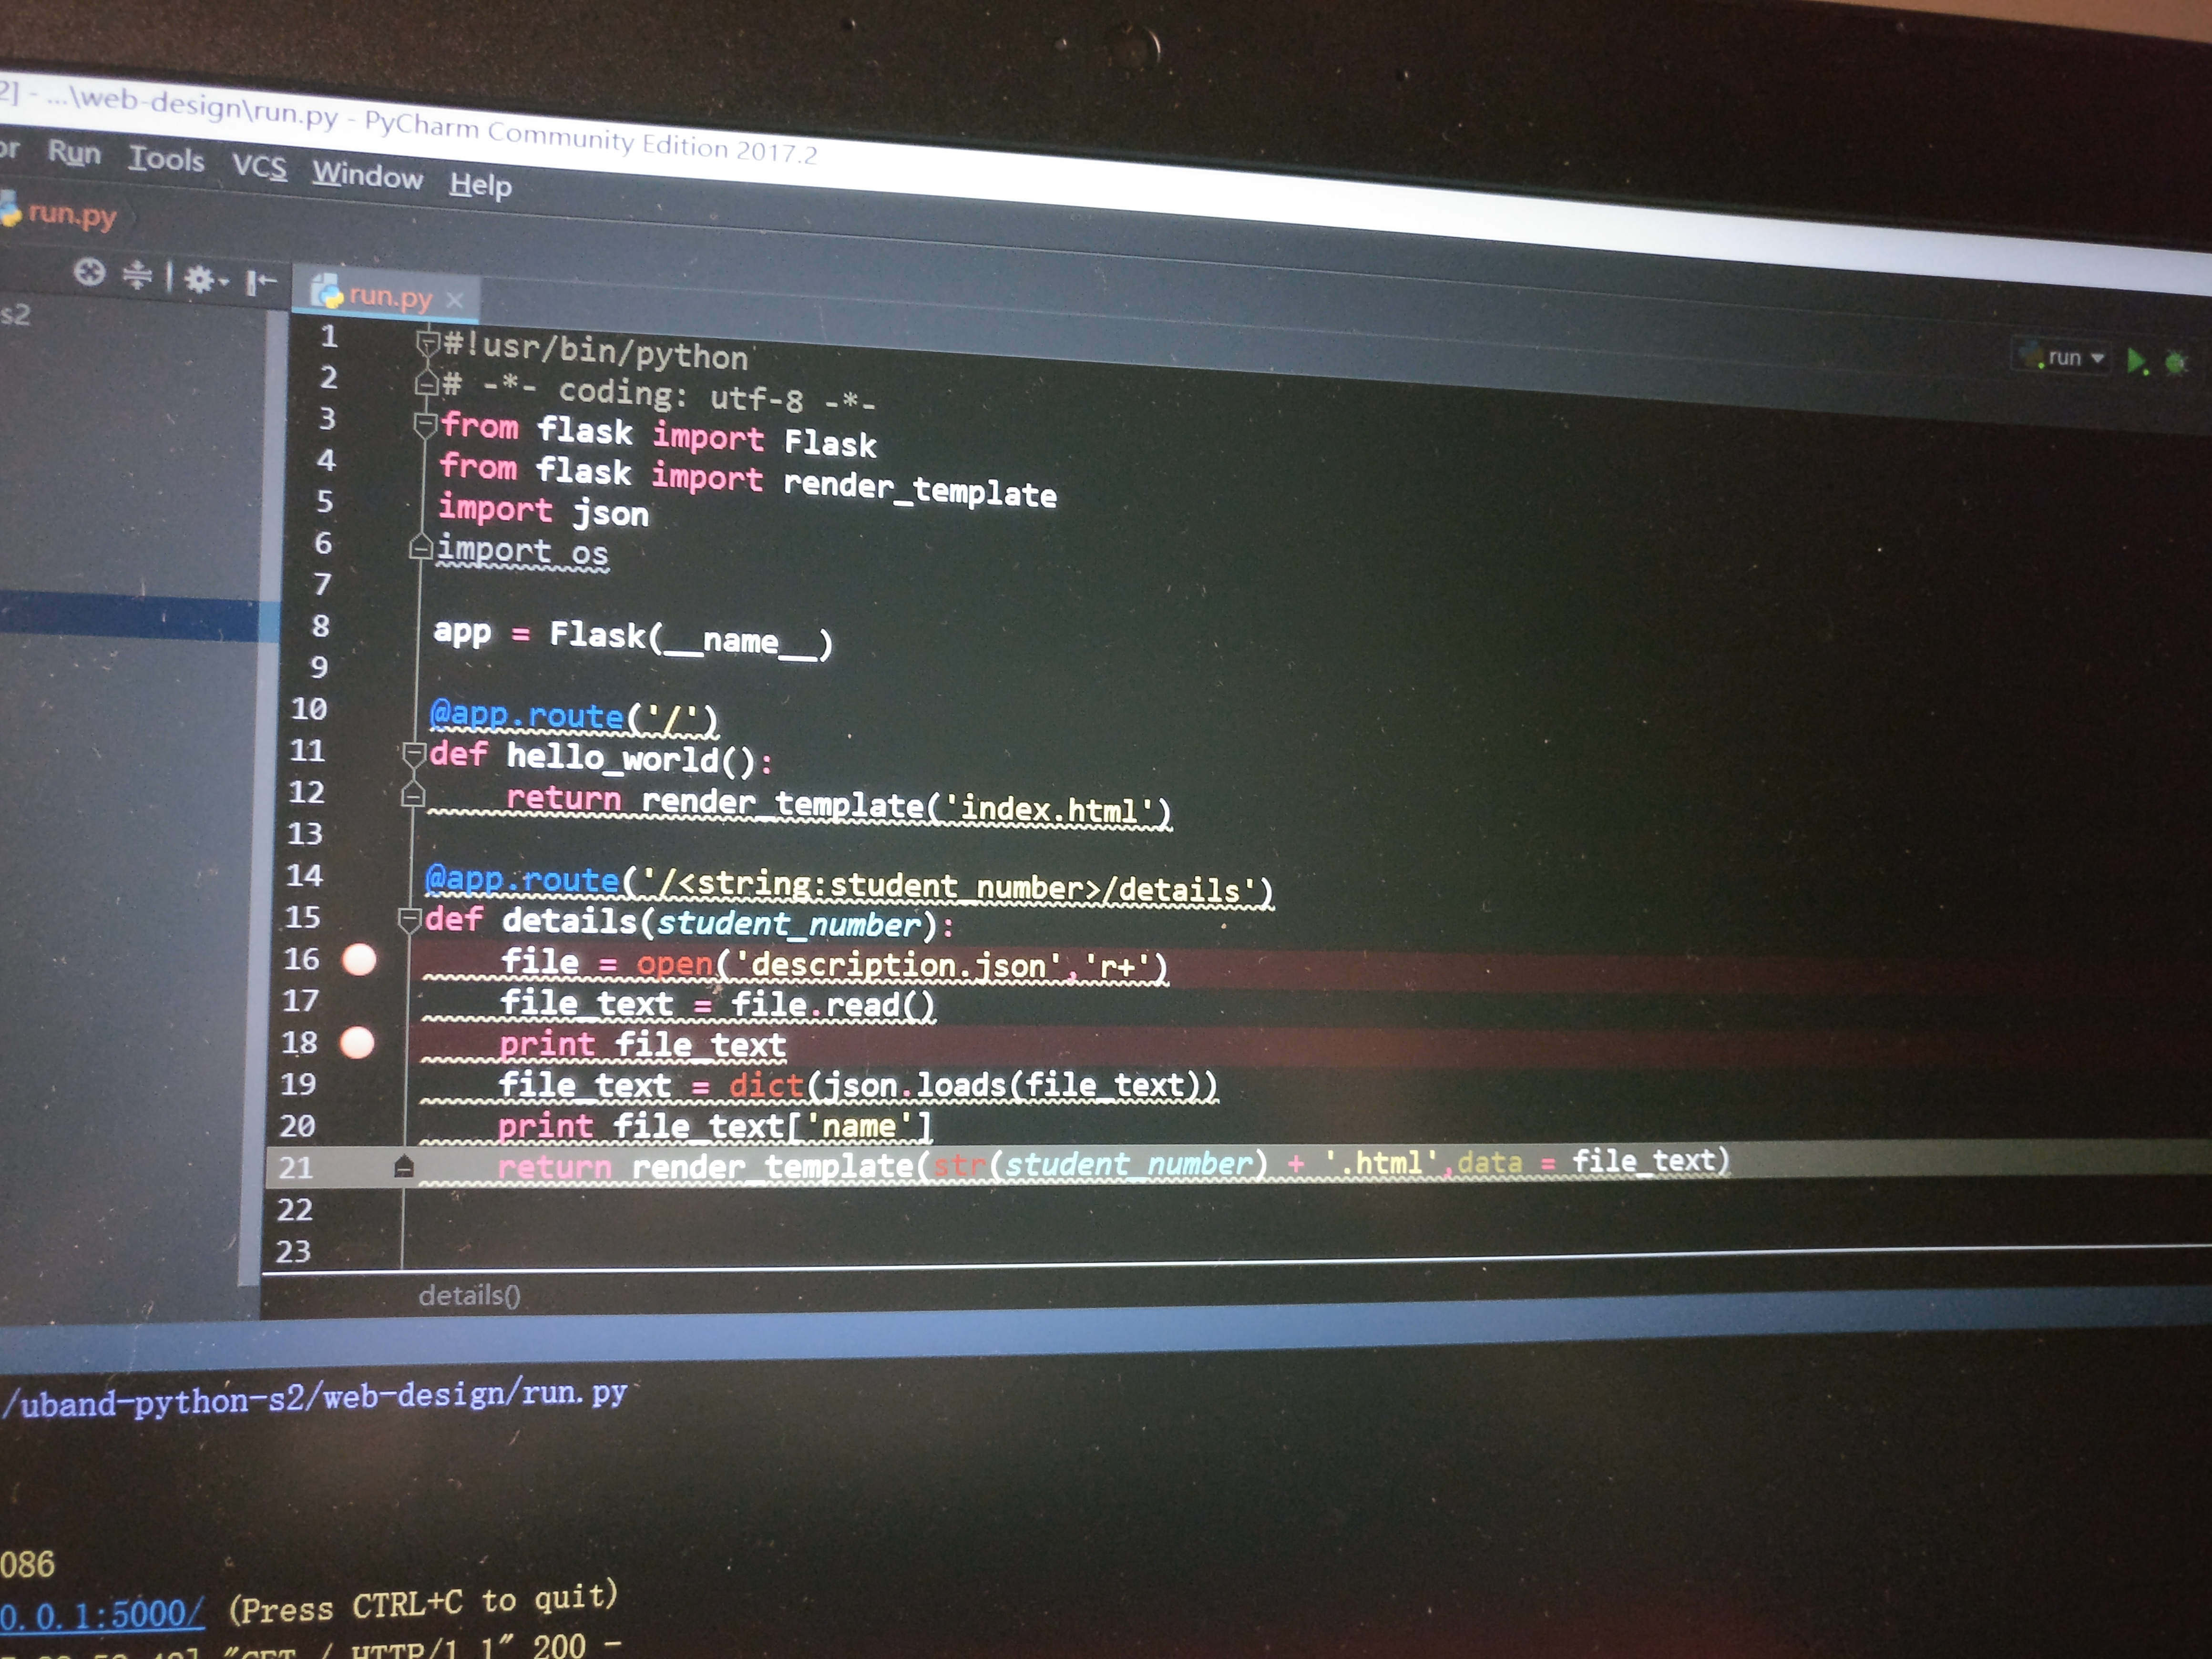 2] - ...\web-design\run.py - PyCharm Community Edition 2017.2
or Run Tools VCS Window Help
run.py
s2
run.py
run
1 #!usr/bin/python
2 # -*- coding: utf-8 -*-
3 from flask import Flask
4 from flask import render_template
5 import json
6 import os
7
8 app = Flask(__name__)
9
10 @app.route('/')
11 def hello_world():
12 return render_template('index.html')
13
14 @app.route('/<string:student_number>/details')
15 def details(student_number):
16 file = open('description.json','r+')
17 file_text = file.read()
18 print file_text
19 file_text = dict(json.loads(file_text))
20 print file_text['name']
21 return render_template(str(student_number) + '.html',data = file_text)
22
23
details()
/uband-python-s2/web-design/run.py
086
0.0.1:5000/ (Press CTRL+C to quit)
"GET / HTTP/1.1" 200 -